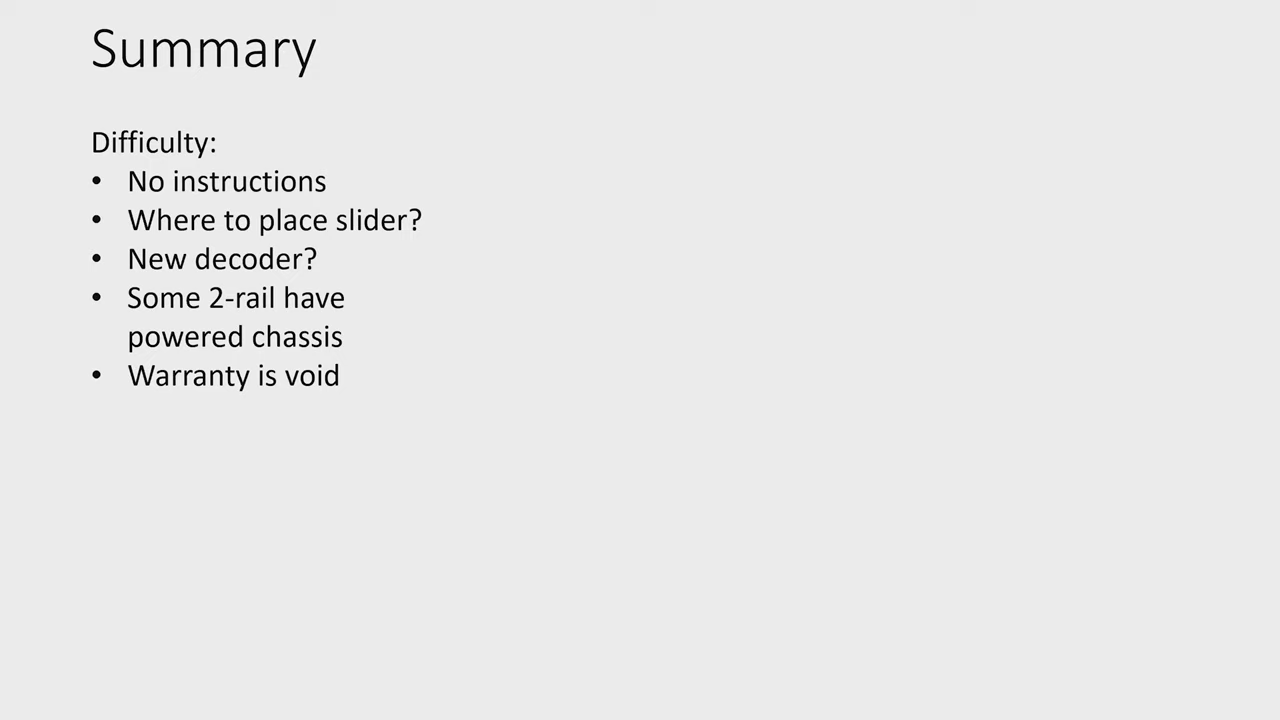 Summary
Difficulty:
• No instructions
• Where to place slider?
• New decoder?
• Some 2-rail have
powered chassis
• Warranty is void